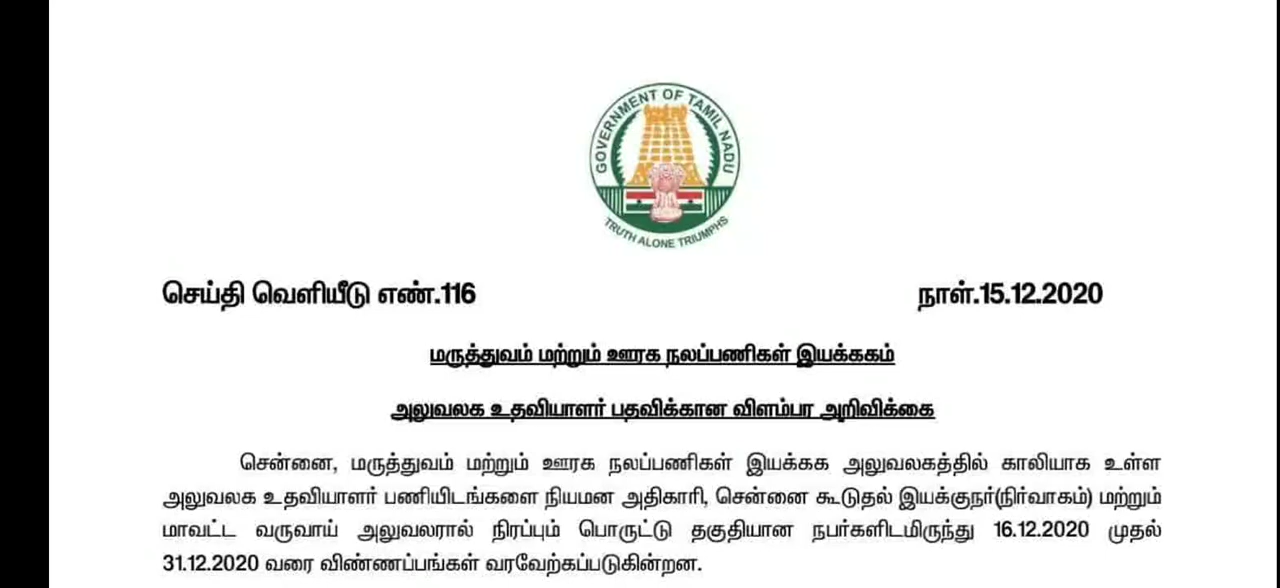 GOVERNMENT OF TAMIL NADU
TRUTH ALONE TRIUMPHS
செய்தி வெளியீடு எண்.116 நாள்.15.12.2020
மருத்துவம் மற்றும் ஊரக நலப்பணிகள் இயக்ககம்
அலுவலக உதவியாளர் பதவிக்கான விளம்பர அறிவிக்கை
சென்னை, மருத்துவம் மற்றும் ஊரக நலப்பணிகள் இயக்கக அலுவலகத்தில் காலியாக உள்ள
அலுவலக உதவியாளர் பணியிடங்களை நியமன அதிகாரி, சென்னை கூடுதல் இயக்குநர்(நிர்வாகம்) மற்றும்
மாவட்ட வருவாய் அலுவலரால் நிரப்பும் பொருட்டு தகுதியான நபர்களிடமிருந்து 16.12.2020 முதல்
31.12.2020 வரை விண்ணப்பங்கள் வரவேற்கப்படுகின்றன.